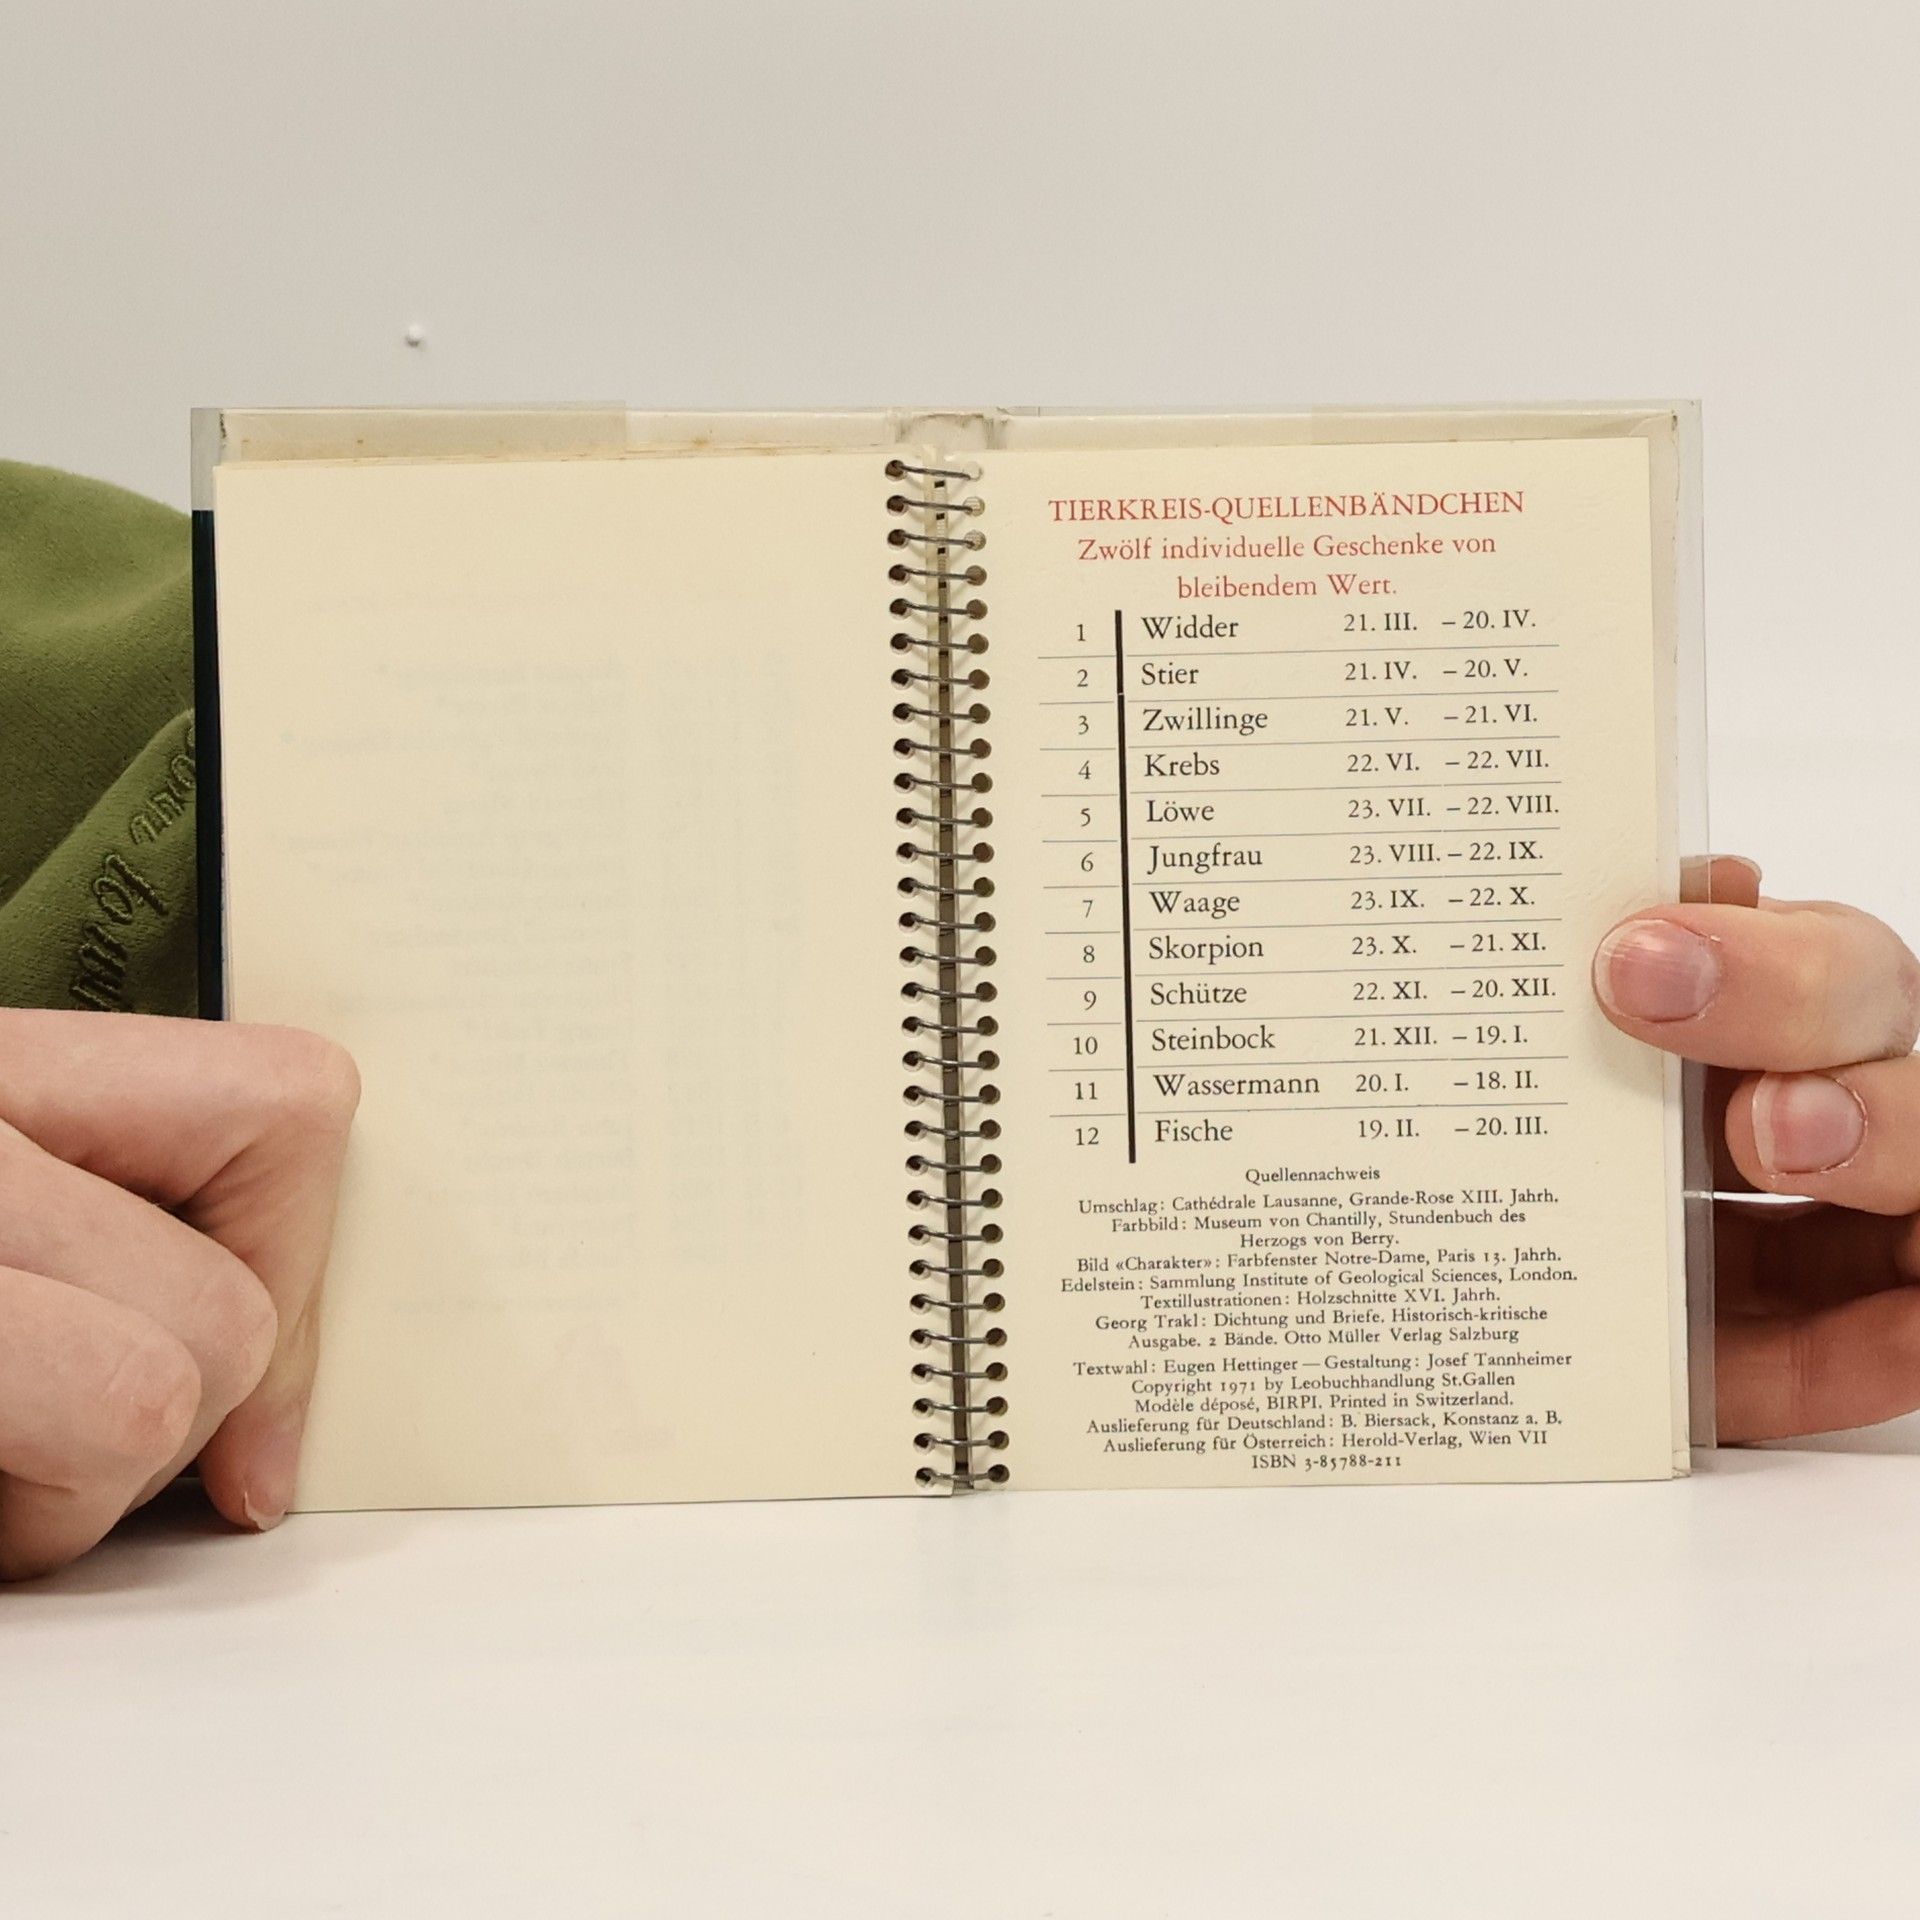 TIERKREIS-QUELLENBÄNDCHEN
Zwölf individuelle Geschenke von
bleibendem Wert.
1 Widder 21. III. – 20. IV.
2 Stier 21. IV. – 20. V.
3 Zwillinge 21. V. – 21. VI.
4 Krebs 22. VI. – 22. VII.
5 Löwe 23. VII. – 22. VIII.
6 Jungfrau 23. VIII. – 22. IX.
7 Waage 23. IX. – 22. X.
8 Skorpion 23. X. – 21. XI.
9 Schütze 22. XI. – 20. XII.
10 Steinbock 21. XII. – 19. I.
11 Wassermann 20. I. – 18. II.
12 Fische 19. II. – 20. III.
Quellennachweis
Umschlag: Cathédrale Lausanne, Grande-Rose XIII. Jahrh.
Farbbild: Museum von Chantilly, Stundenbuch des
Herzogs von Berry.
Bild «Charakter»: Farbfenster Notre-Dame, Paris 13. Jahrh.
Edelstein: Sammlung Institute of Geological Sciences, London.
Textillustrationen: Holzschnitte XVI. Jahrh.
Georg Trakl: Dichtung und Briefe. Historisch-kritische
Ausgabe. 2 Bände. Otto Müller Verlag Salzburg
Textwahl: Eugen Hettinger — Gestaltung: Josef Tannheimer
Copyright 1971 by Leobuchhandlung St.Gallen
Modèle déposé, BIRPI. Printed in Switzerland.
Auslieferung für Deutschland: B. Biersack, Konstanz a. B.
Auslieferung für Österreich: Herold-Verlag, Wien VII
ISBN 3-85788-211